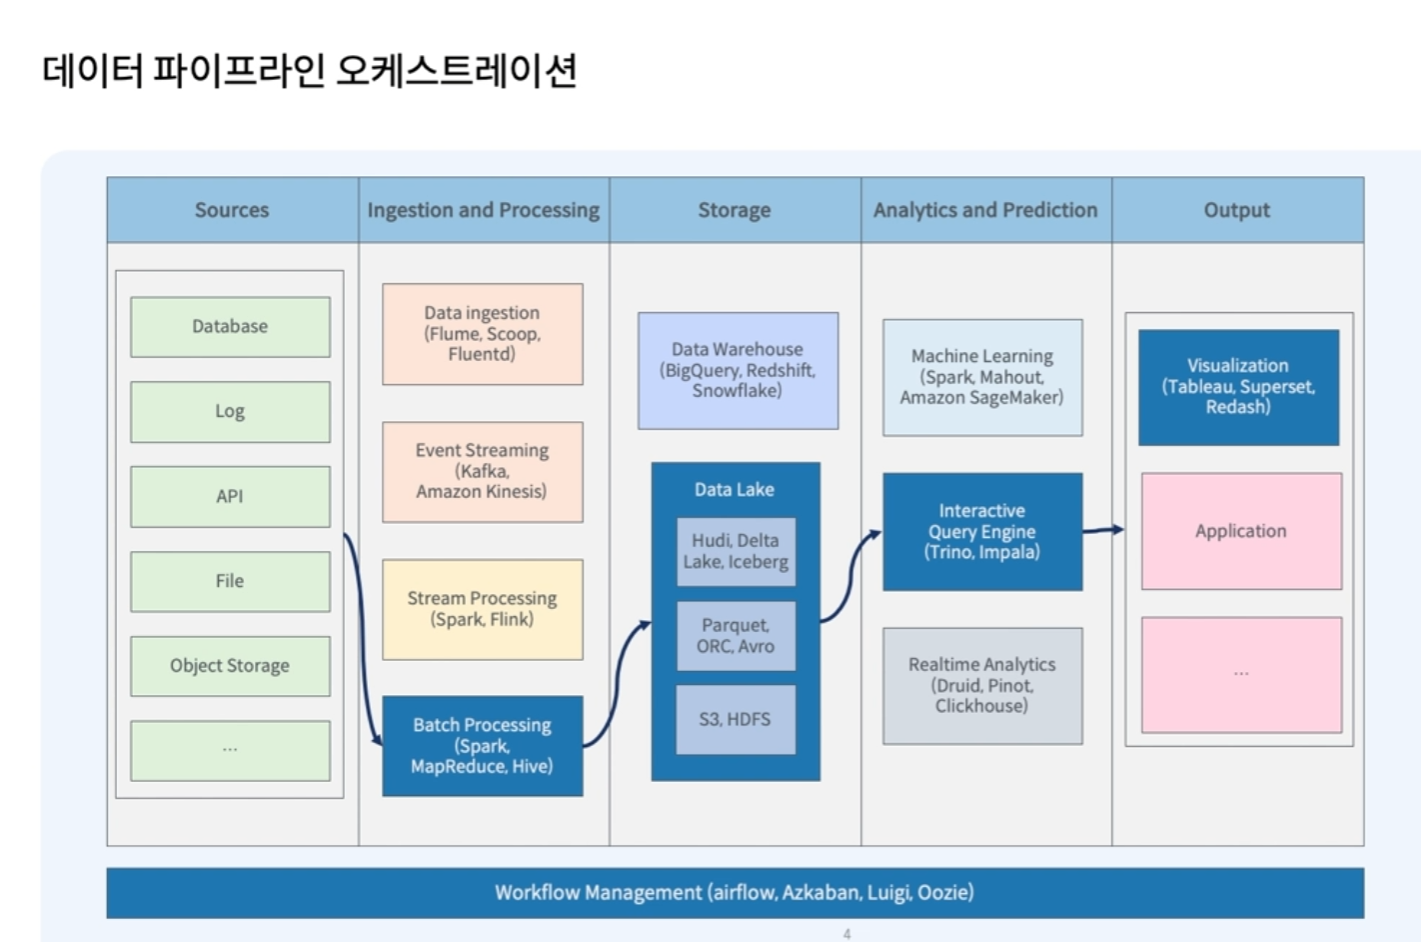 데이터 파이프라인 오케스트레이션
Sources
Ingestion and Processing
Storage
Analytics and Prediction
Output
Database
Log
API
File
Object Storage
...
Data ingestion
(Flume, Scoop,
Fluentd)
Event Streaming
(Kafka,
Amazon Kinesis)
Stream Processing
(Spark, Flink)
Batch Processing
(Spark,
MapReduce, Hive)
Data Warehouse
(BigQuery, Redshift,
Snowflake)
Data Lake
Hudi, Delta
Lake, Iceberg
Parquet,
ORC, Avro
S3, HDFS
Machine Learning
(Spark, Mahout,
Amazon SageMaker)
Interactive
Query Engine
(Trino, Impala)
Realtime Analytics
(Druid, Pinot,
Clickhouse)
Visualization
(Tableau, Superset,
Redash)
Application
...
Workflow Management (airflow, Azkaban, Luigi, Oozie)
4